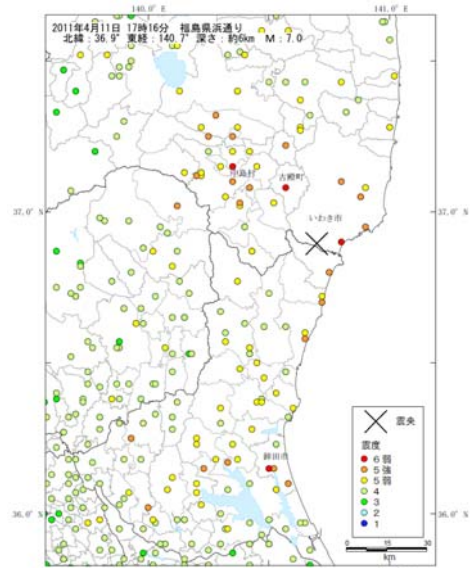 140.0°
141.0°
2011年4月11日 17時16分 福島県浜通り
北緯：36.9° 東経：140.7° 深さ：約6km M：7.0
中島村
古殿町
いわき市
37.0° N
36.0° N
震央
震度
6弱
5強
5弱
4
3
2
1
鉾田市
0 15 30
km